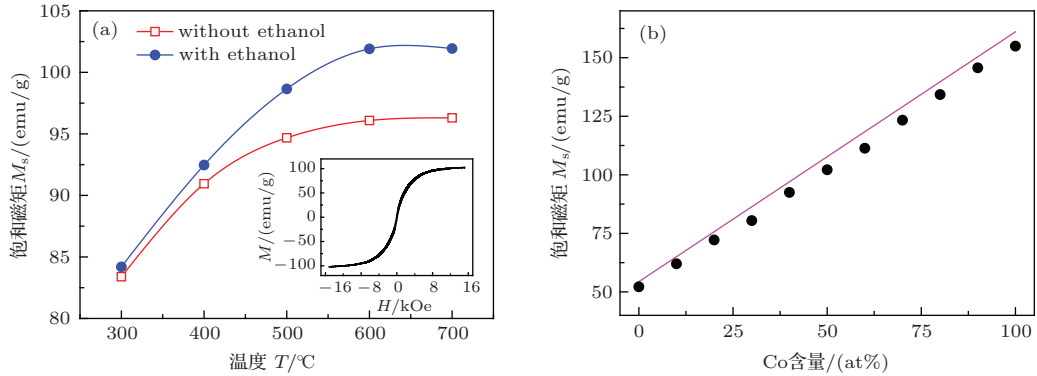 (a)
without ethanol
with ethanol
饱和磁矩 Ms/(emu/g)
105
100
95
90
85
80
300 400 500 600 700
温度 T/℃
M/(emu/g)
100
50
0
−50
−100
−16 −8 0 8 16
H/kOe
(b)
饱和磁矩 Ms/(emu/g)
150
125
100
75
50
0 25 50 75 100
Co含量/(at%)